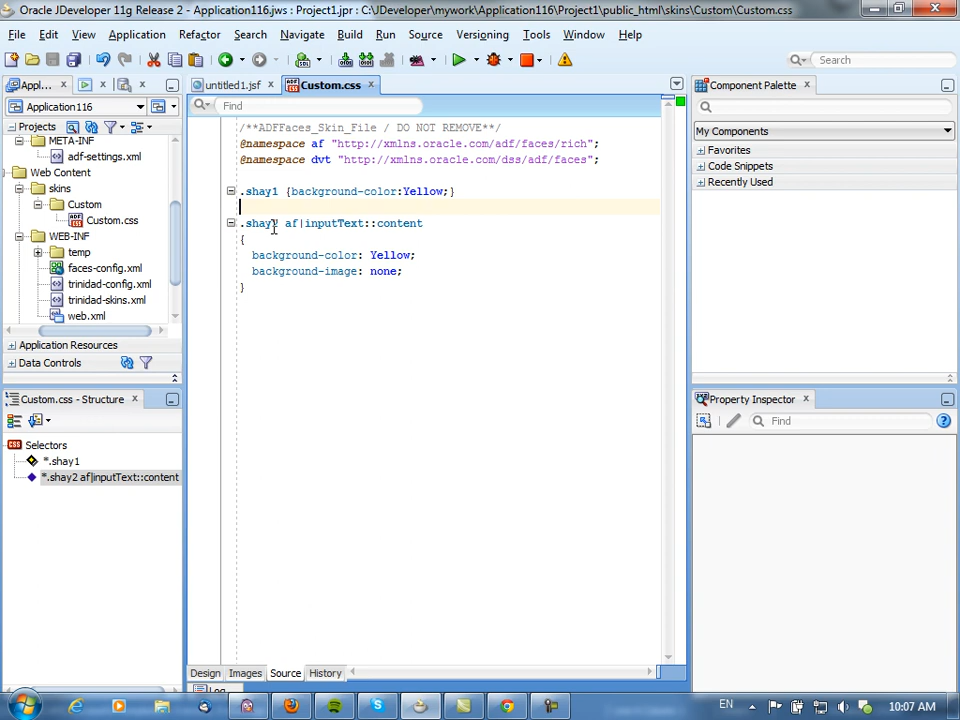 Oracle JDeveloper 11g Release 2 - Application116.jws : Project1.jpr : C:\JDeveloper\mywork\Application116\Project1\public_html\skins\Custom\Custom.css
File Edit View Application Refactor Search Navigate Build Run Source Versioning Tools Window Help
Search
Appl...
untitled1.jsf
Custom.css
Component Palette
Application116
Find
Projects
/**ADFFaces_Skin_File / DO NOT REMOVE**/
My Components
META-INF
@namespace af "http://xmlns.oracle.com/adf/faces/rich";
Favorites
adf-settings.xml
@namespace dvt "http://xmlns.oracle.com/dss/adf/faces";
Code Snippets
Web Content
Recently Used
skins
.shay1 {background-color:Yellow;}
Custom
Custom.css
af|inputText::content
WEB-INF
{
temp
background-color: Yellow;
faces-config.xml
background-image: none;
trinidad-config.xml
}
trinidad-skins.xml
web.xml
Application Resources
Data Controls
Custom.css - Structure
Property Inspector
Find
Selectors
*.shay1
*.shay2 af|inputText::content
Design Images Source History
Log
EN
10:07 AM